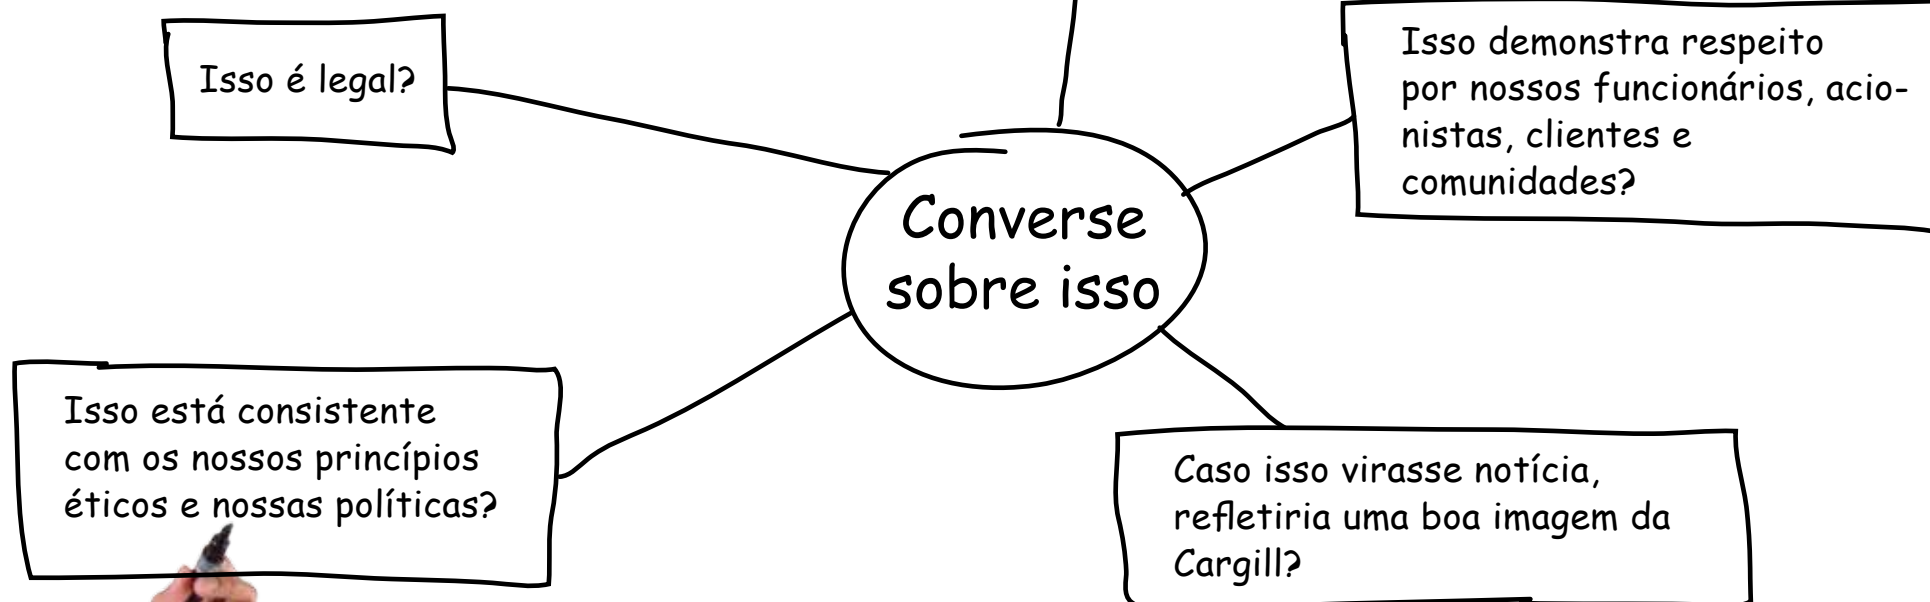 Isso é legal?
Isso demonstra respeito
por nossos funcionários, acio-
nistas, clientes e
comunidades?
Converse
sobre isso
Isso está consistente
com os nossos princípios
éticos e nossas políticas?
Caso isso virasse notícia,
refletiria uma boa imagem da
Cargill?